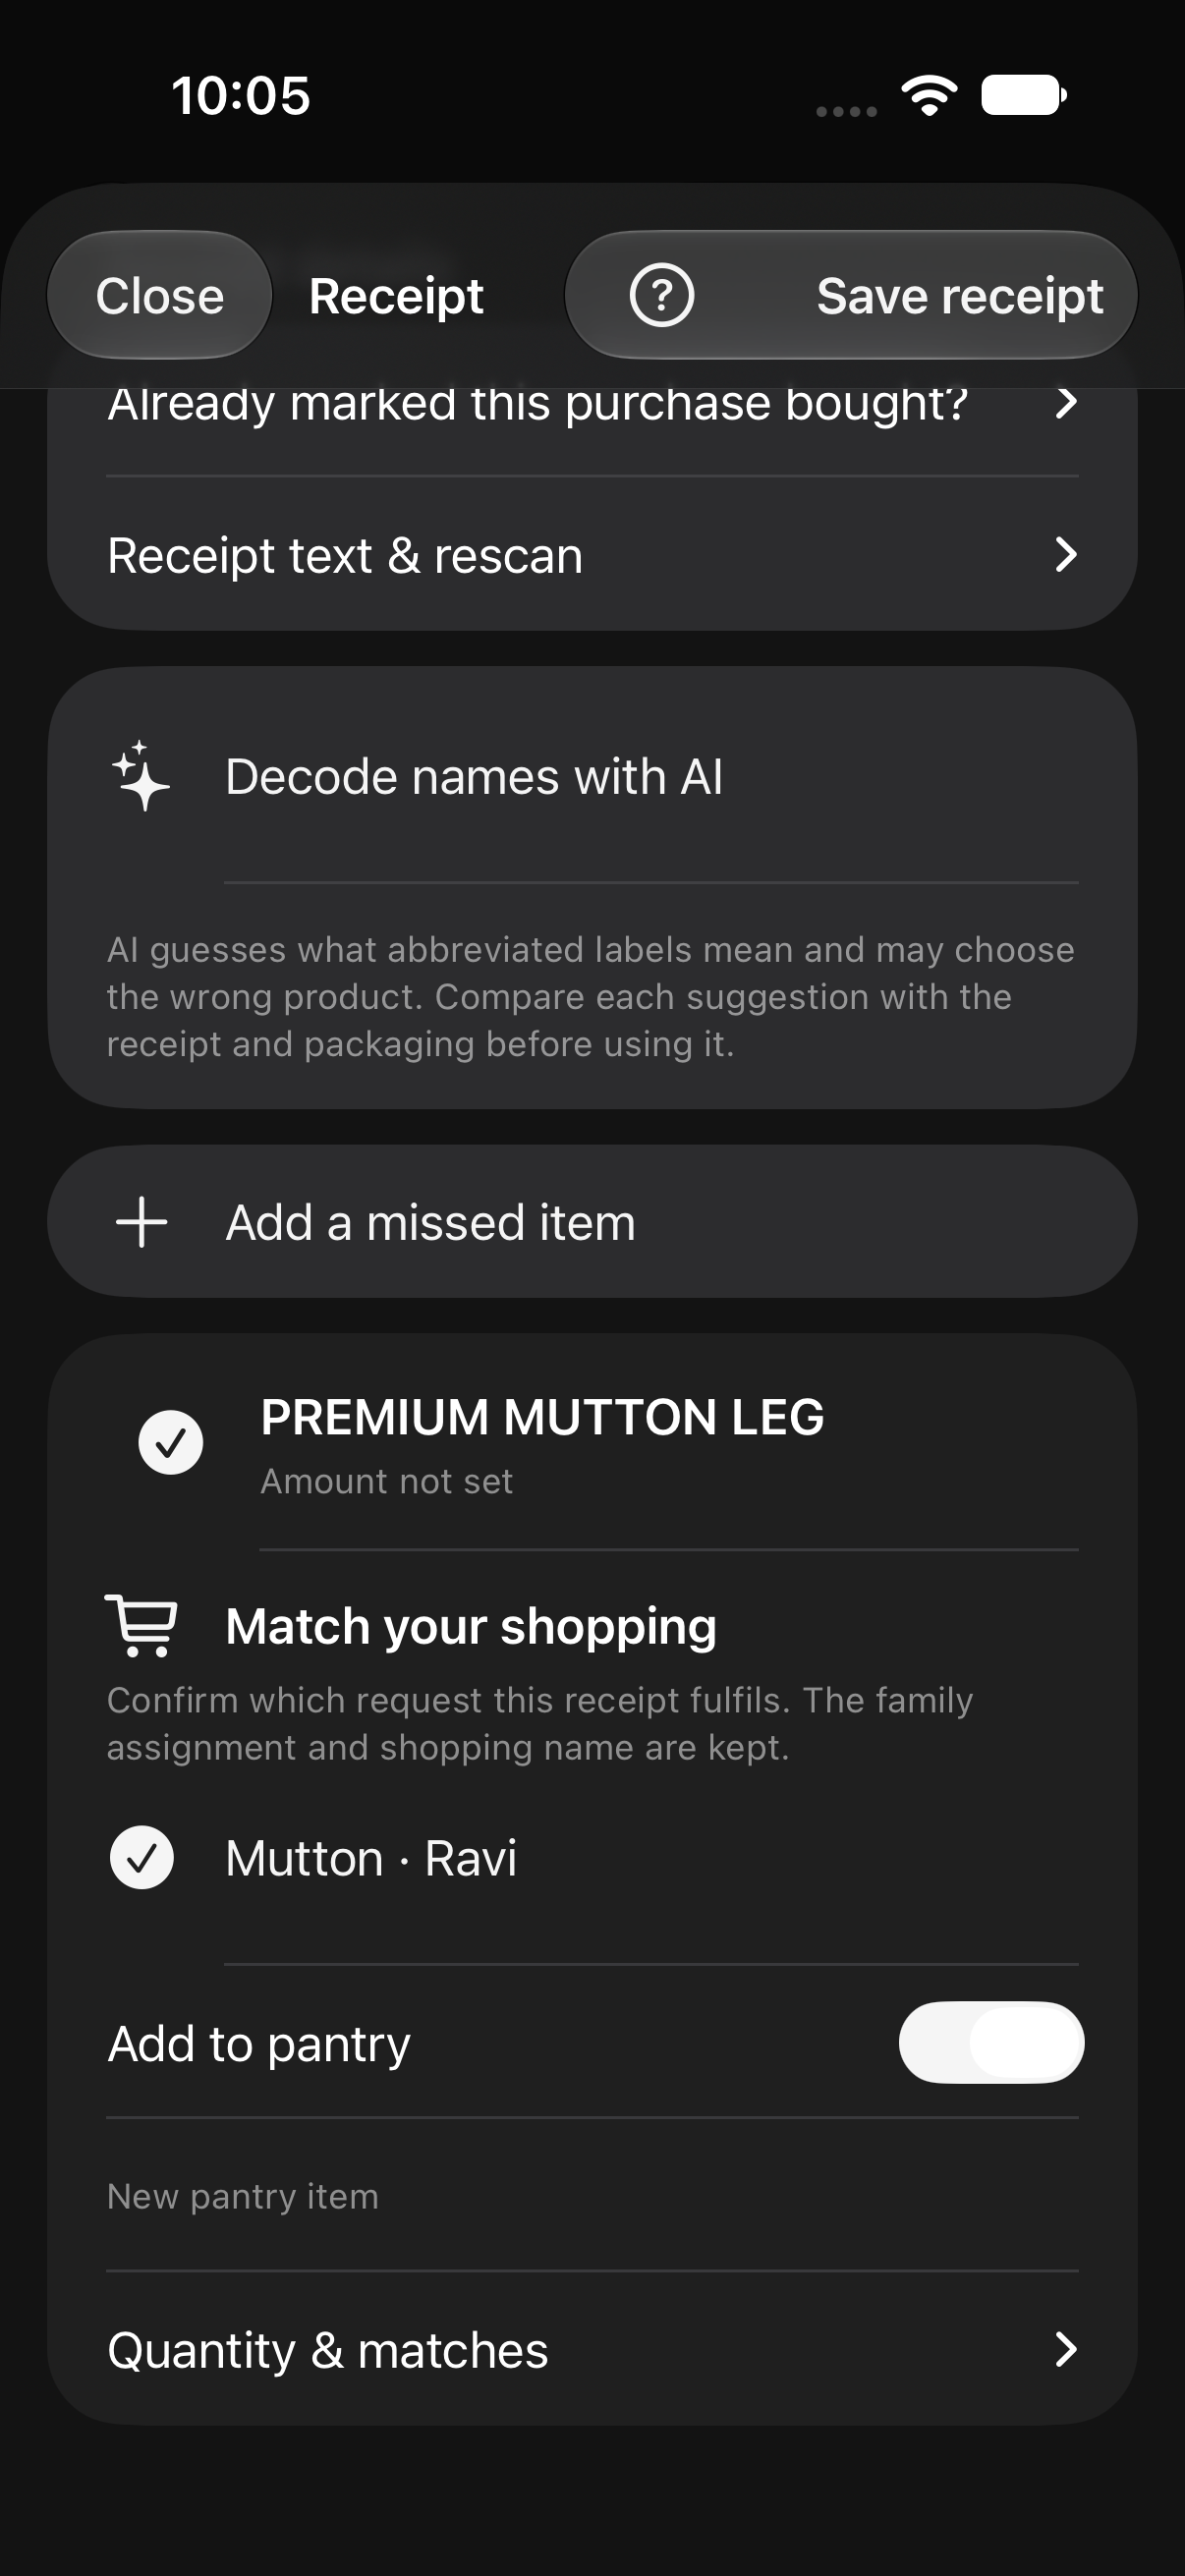 10:05
Close
Receipt
Save receipt
Already marked this purchase bought?
Receipt text & rescan
Decode names with AI
AI guesses what abbreviated labels mean and may choose
the wrong product. Compare each suggestion with the
receipt and packaging before using it.
Add a missed item
PREMIUM MUTTON LEG
Amount not set
Match your shopping
Confirm which request this receipt fulfils. The family
assignment and shopping name are kept.
Mutton · Ravi
Add to pantry
New pantry item
Quantity & matches